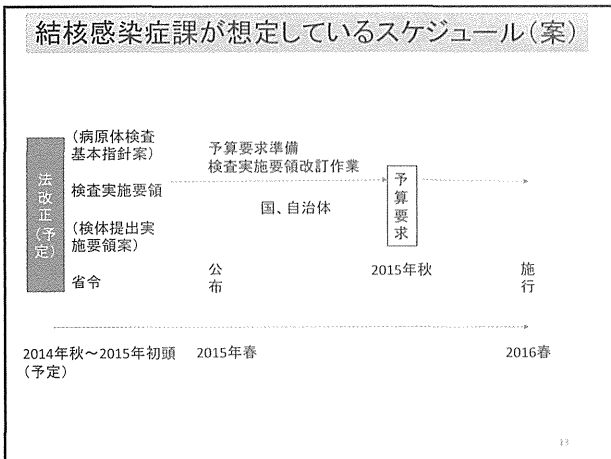 結核感染症課が想定しているスケジュール(案)
法改正(予定)
(病原体検査
基本指針案)
検査実施要領
(検体提出実
施要領案)
省令
予算要求準備
検査実施要領改訂作業
国、自治体
予算要求
公布
2015年秋
施行
2014年秋～2015年初頭
(予定)
2015年春
2016春
13